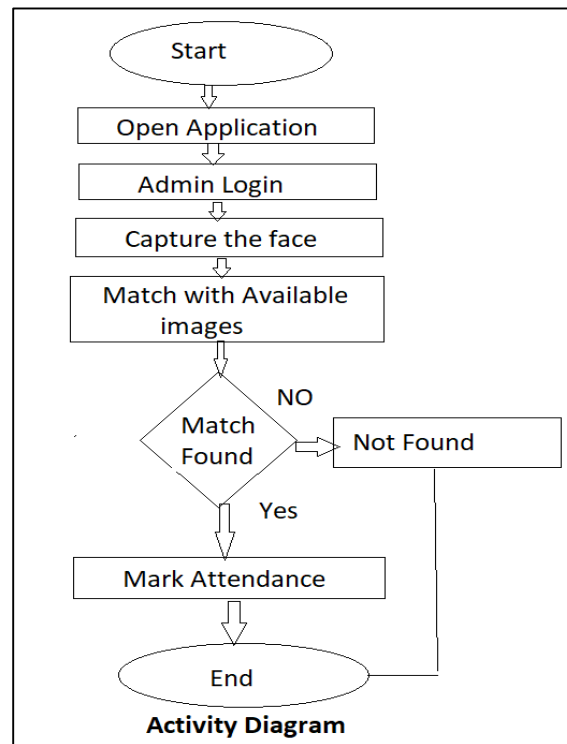 Start
Open Application
Admin Login
Capture the face
Match with Available
images
NO
Match
Found
Not Found
Yes
Mark Attendance
End
Activity Diagram